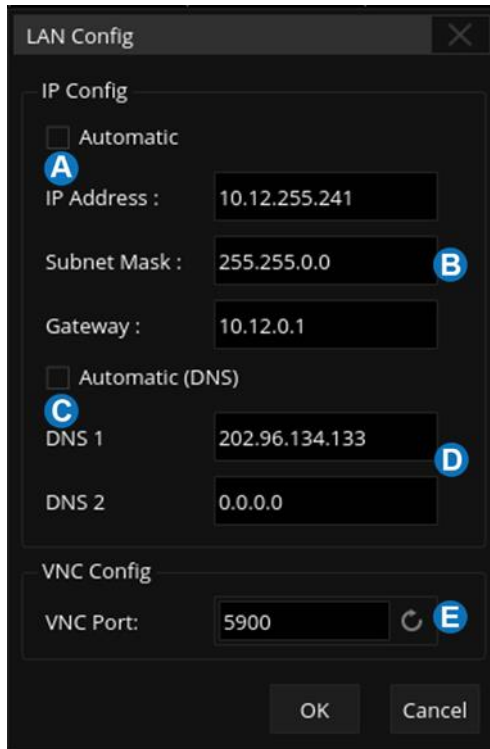 LAN Config
IP Config
Automatic
A
IP Address : 10.12.255.241
Subnet Mask : 255.255.0.0 B
Gateway : 10.12.0.1
Automatic (DNS)
C
DNS 1 202.96.134.133 D
DNS 2 0.0.0.0
VNC Config
VNC Port: 5900 E
OK Cancel